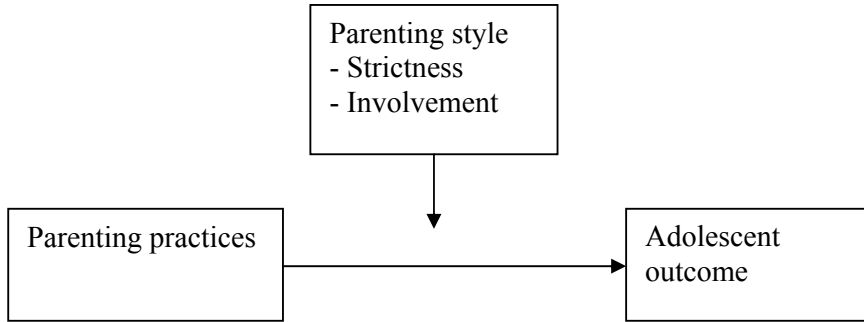 Parenting style
- Strictness
- Involvement
Parenting practices
Adolescent
outcome